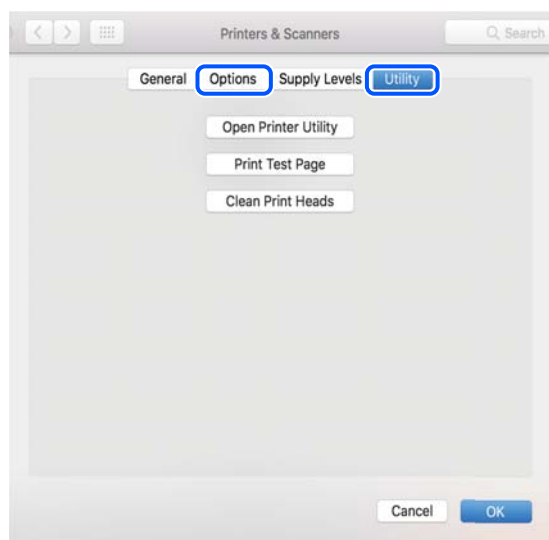 Printers & Scanners Search
General Options Supply Levels Utility
Open Printer Utility
Print Test Page
Clean Print Heads
Cancel OK